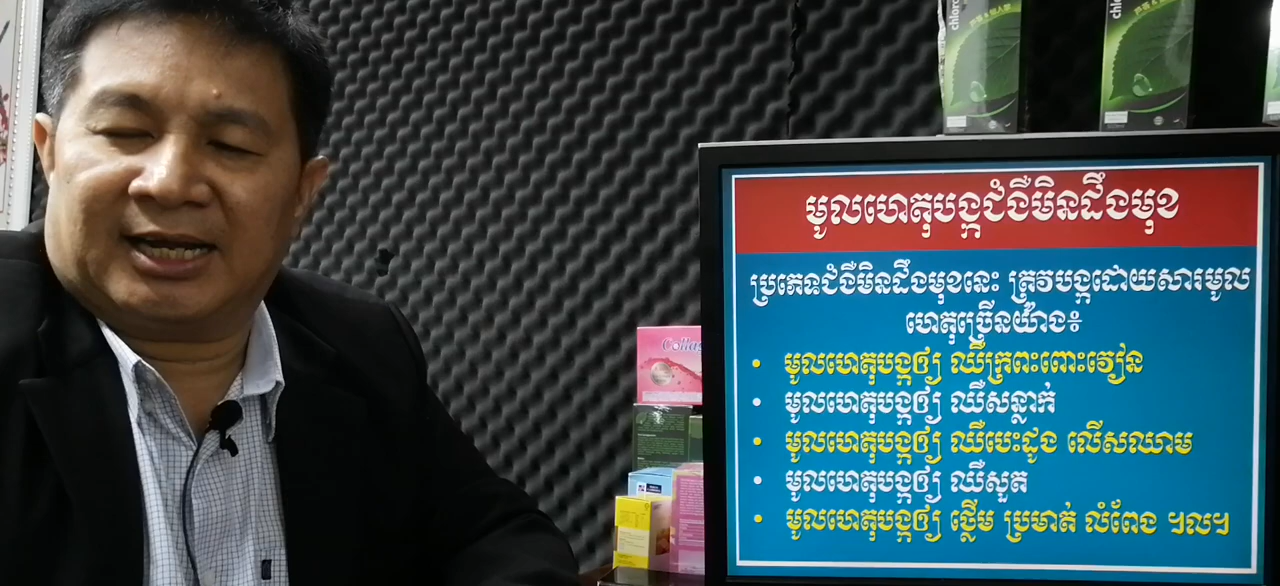 មូលហេតុបង្កជំងឺមិនដឹងមុខ
ប្រភេទជំងឺមិនដឹងមុខនេះ ត្រូវបង្កដោយសារមូល
ហេតុច្រើនយ៉ាង៖
• មូលហេតុបង្កឲ្យ ឈឺក្រពះពោះវៀន
• មូលហេតុបង្កឲ្យ ឈឺសន្លាក់
• មូលហេតុបង្កឲ្យ ឈឺបេះដូង លើសឈាម
• មូលហេតុបង្កឲ្យ ឈឺសួត
• មូលហេតុបង្កឲ្យ ថ្លើម ប្រមាត់ លំពែង ។ល។